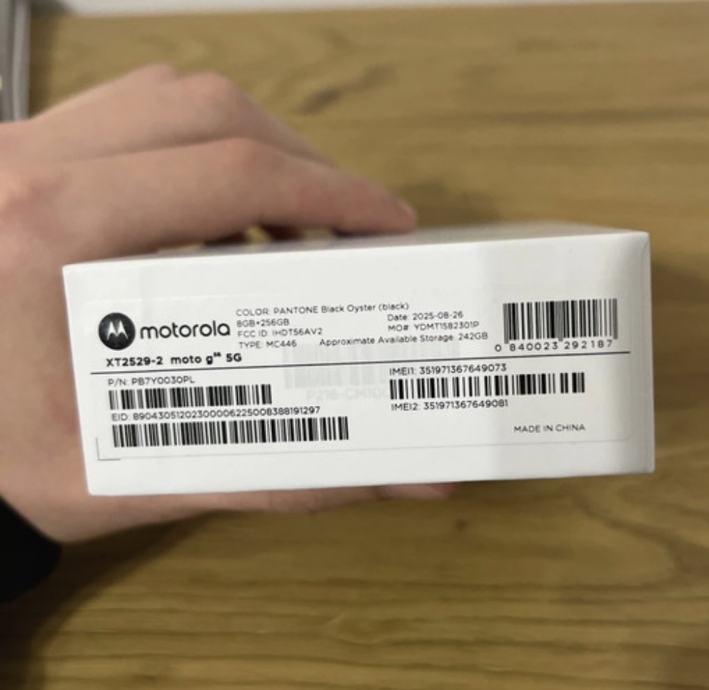 COLOR: PANTONE Black Oyster (black)
8GB+256GB
Date: 2025-08-26
FCC ID: IHDT56AV2
MO#: YDMT1582301P
TYPE: MC446
Approximate Available Storage: 242GB
motorola
0 840023 292187
XT2529-2 moto g⁵⁶ 5G
P/N: PB7Y0030PL
IMEI1: 351971367649073
EID: 89043051202300006225008388191297
IMEI2: 351971367649081
MADE IN CHINA